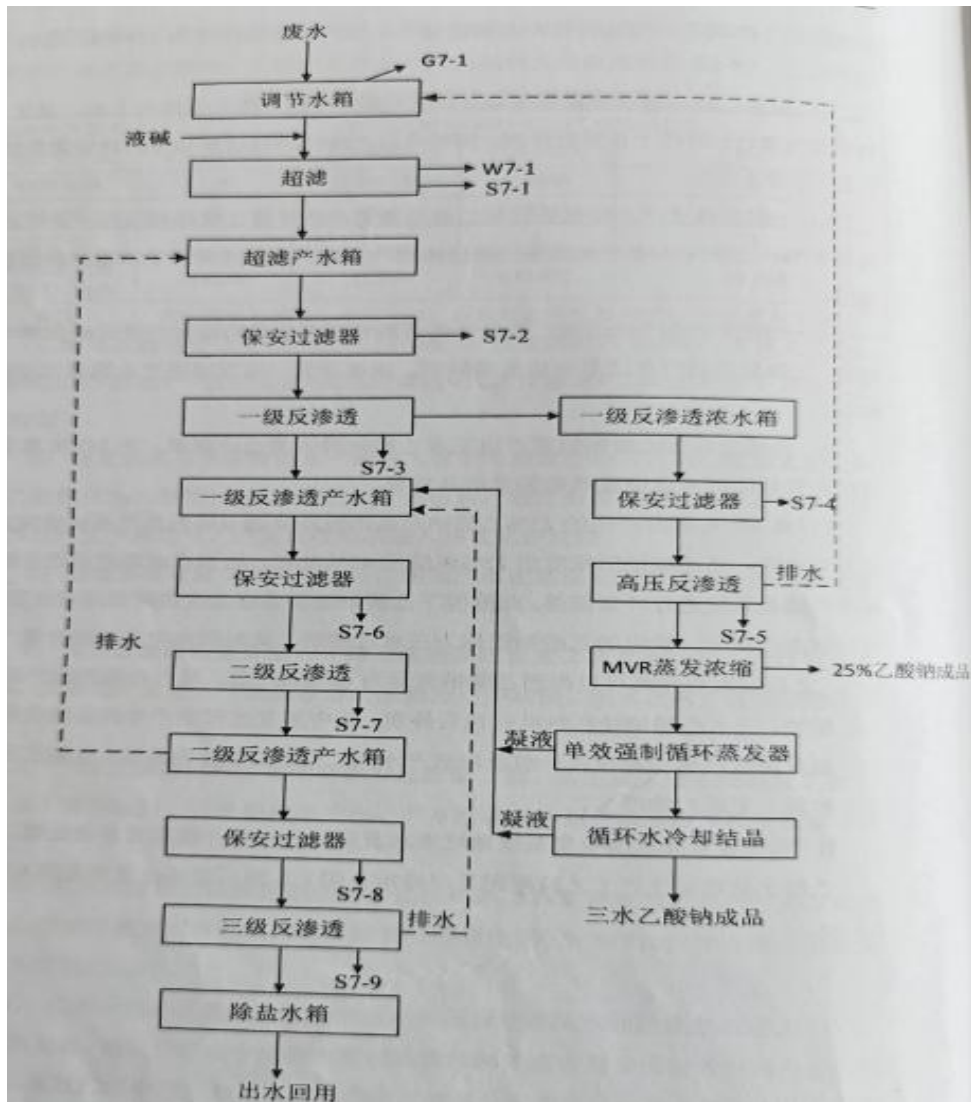 废水
G7-1
调节水箱
液碱
超滤
W7-1
S7-1
超滤产水箱
保安过滤器
S7-2
一级反渗透
一级反渗透浓水箱
S7-3
一级反渗透产水箱
保安过滤器
S7-4
保安过滤器
高压反渗透
排水
S7-6
S7-5
排水
二级反渗透
MVR蒸发浓缩
25%乙酸钠成品
S7-7
二级反渗透产水箱
凝液
单效强制循环蒸发器
保安过滤器
凝液
循环水冷却结晶
S7-8
三级反渗透
排水
三水乙酸钠成品
S7-9
除盐水箱
出水回用